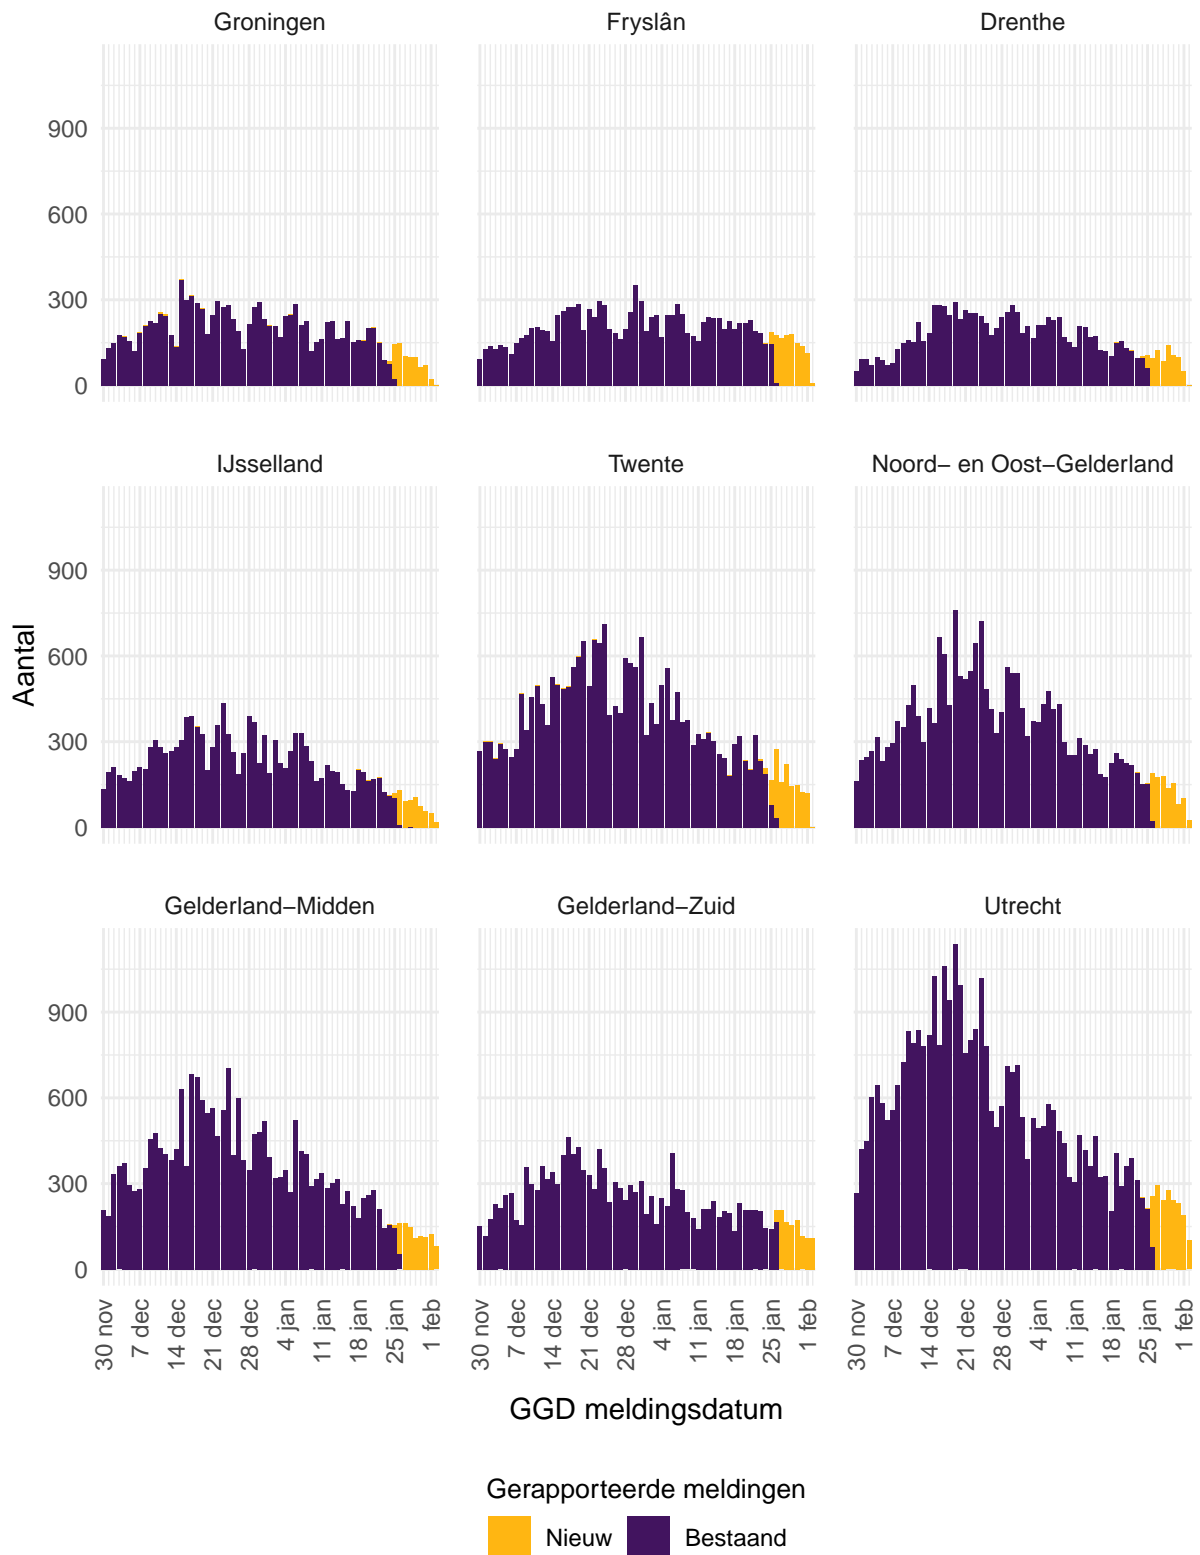 Groningen
Fryslân
Drenthe
900
600
300
0
IJsselland
Twente
Noord- en Oost-Gelderland
900
600
300
0
Aantal
Gelderland-Midden
Gelderland-Zuid
Utrecht
900
600
300
0
30 nov
7 dec
14 dec
21 dec
28 dec
4 jan
11 jan
18 jan
25 jan
1 feb
30 nov
7 dec
14 dec
21 dec
28 dec
4 jan
11 jan
18 jan
25 jan
1 feb
30 nov
7 dec
14 dec
21 dec
28 dec
4 jan
11 jan
18 jan
25 jan
1 feb
GGD meldingsdatum
Gerapporteerde meldingen
Nieuw Bestaand